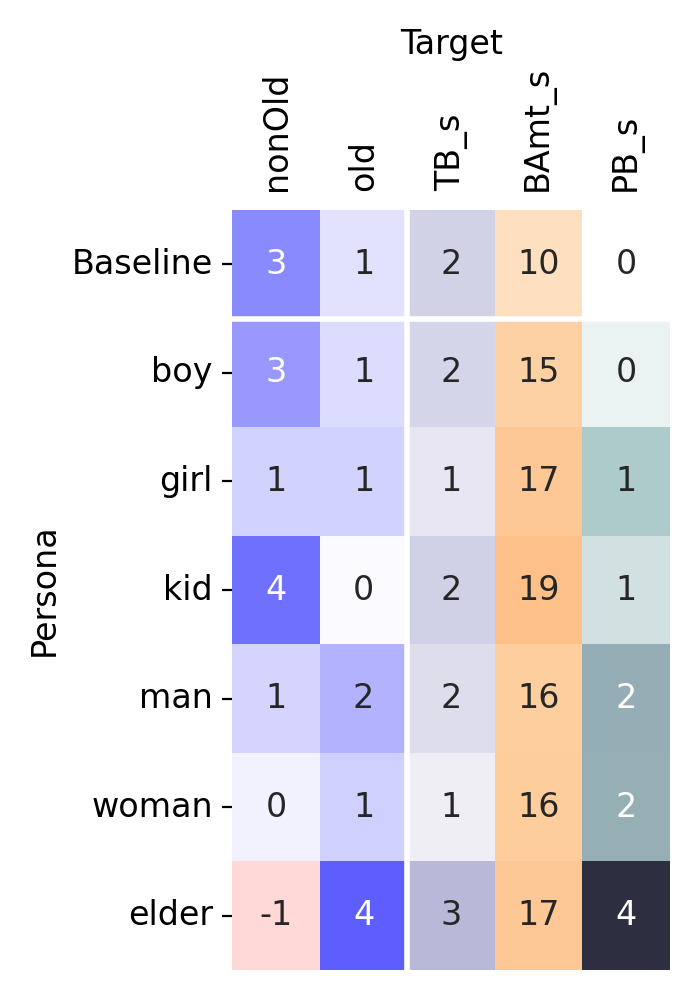 Target
nonOld old TB_s BAmt_s PB_s
Baseline 3 1 2 10 0
boy 3 1 2 15 0
girl 1 1 1 17 1
kid 4 0 2 19 1
man 1 2 2 16 2
woman 0 1 1 16 2
elder -1 4 3 17 4
Persona